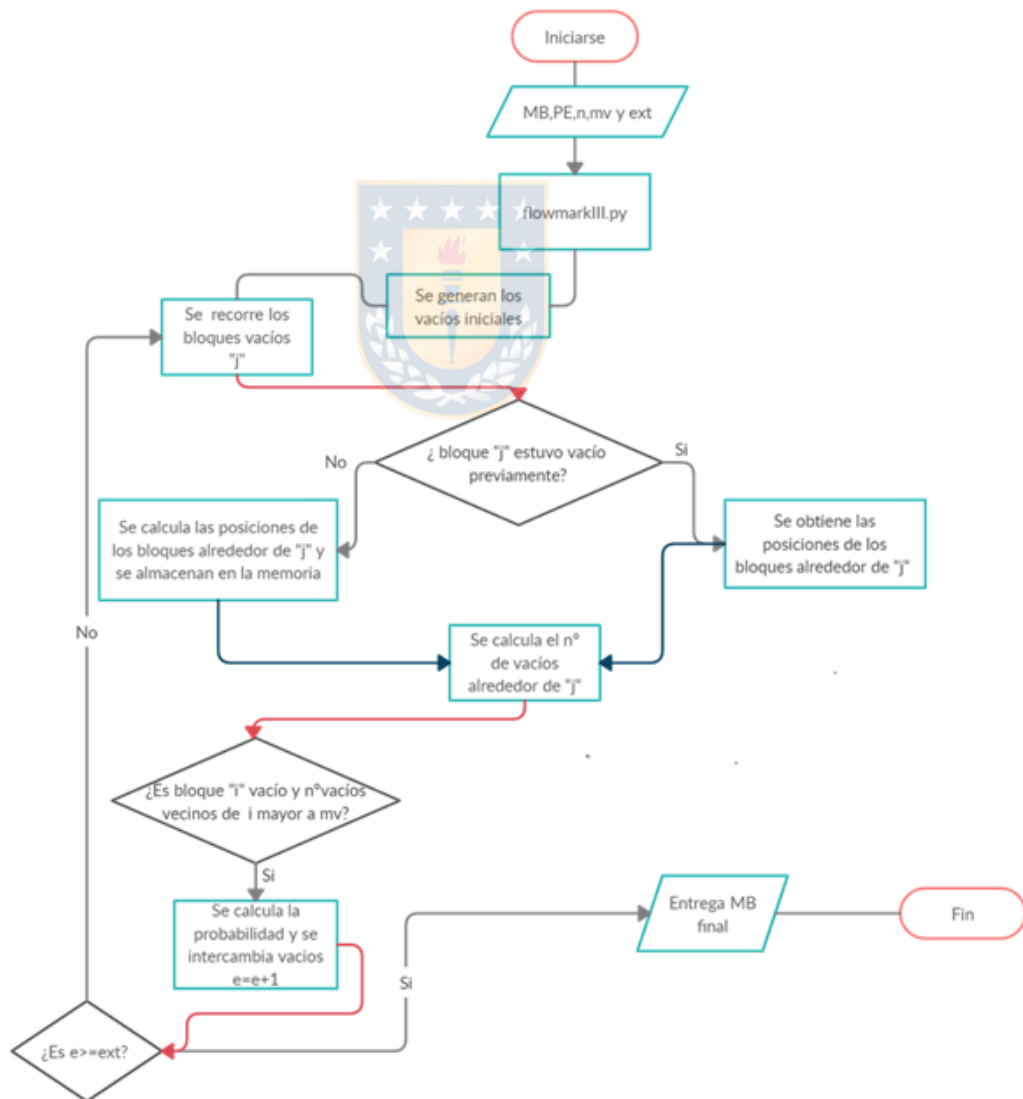 Iniciarse
MB,PE,n,mv y ext
flowmarkIII.py
Se generan los
vacíos iniciales
Se recorre los
bloques vacíos
"j"
¿ bloque "j" estuvo vacío
previamente?
No
Si
Se calcula las posiciones de
los bloques alrededor de "j" y
se almacenan en la memoria
Se obtiene las
posiciones de los
bloques alrededor de "j"
No
Se calcula el n°
de vacíos
alrededor de "j"
¿Es bloque "i" vacío y n°vacíos
vecinos de i mayor a mv?
Si
Se calcula la
probabilidad y se
intercambia vacios
e=e+1
Entrega MB
final
Fin
Si
¿Es e>=ext?